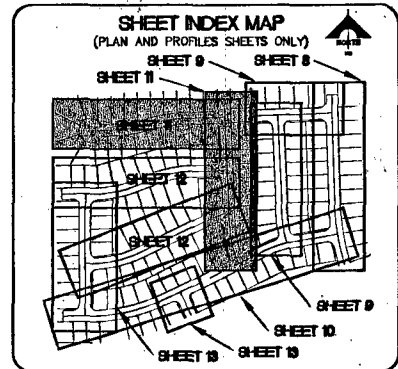 SHEET INDEX MAP
(PLAN AND PROFILES SHEETS ONLY)
NORTH
SHEET 9
SHEET 8
SHEET 11
SHEET 12
SHEET 12
SHEET 9
SHEET 10
SHEET 13
SHEET 13